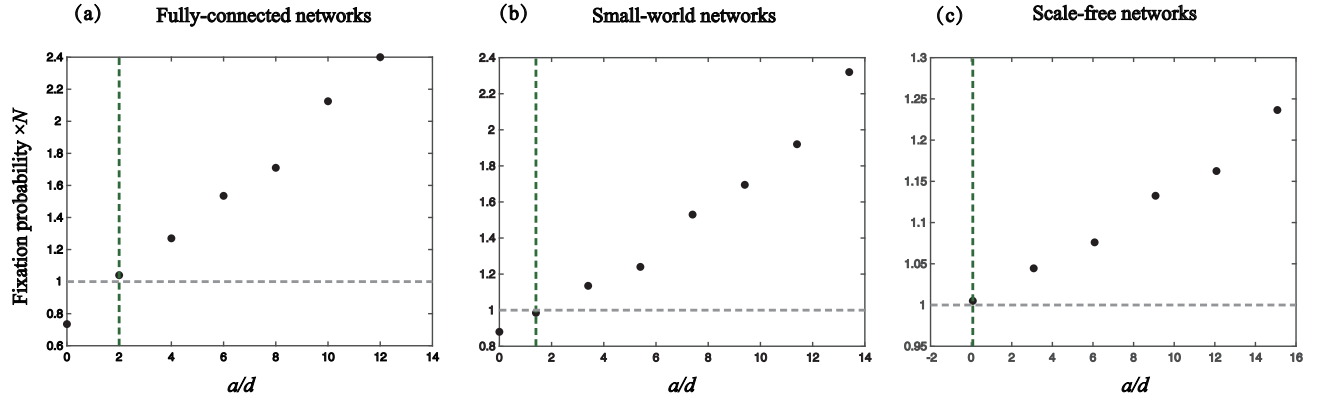 (a) Fully-connected networks
Fixation probability ×N
2.4
2.2
2
1.8
1.6
1.4
1.2
1
0.8
0.6
0 2 4 6 8 10 12 14
a/d
(b) Small-world networks
2.4
2.2
2
1.8
1.6
1.4
1.2
1
0.8
0 2 4 6 8 10 12 14
a/d
(c) Scale-free networks
1.3
1.25
1.2
1.15
1.1
1.05
1
0.95
-2 0 2 4 6 8 10 12 14 16
a/d